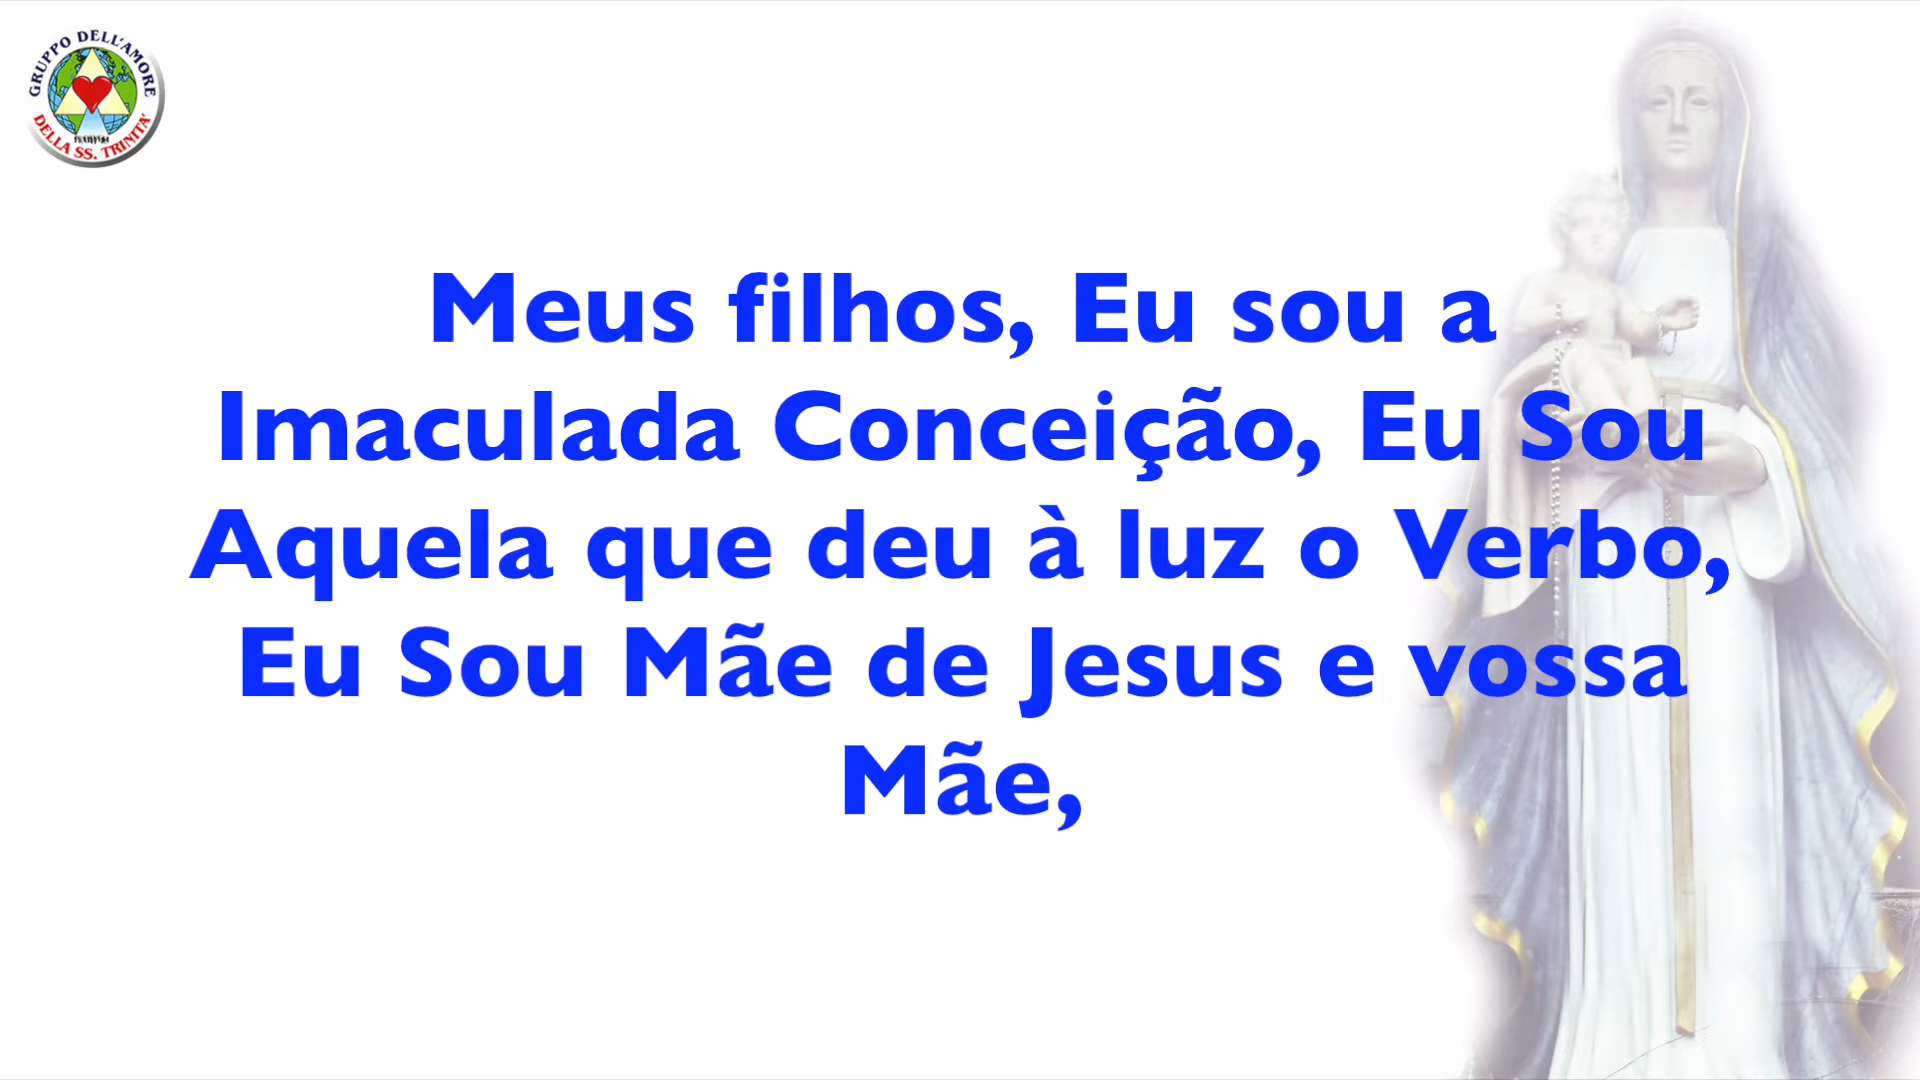 GRUPPO DELL'AMORE
DELLA SS. TRINITA'
Meus filhos, Eu sou a
Imaculada Conceição, Eu Sou
Aquela que deu à luz o Verbo,
Eu Sou Mãe de Jesus e vossa
Mãe,